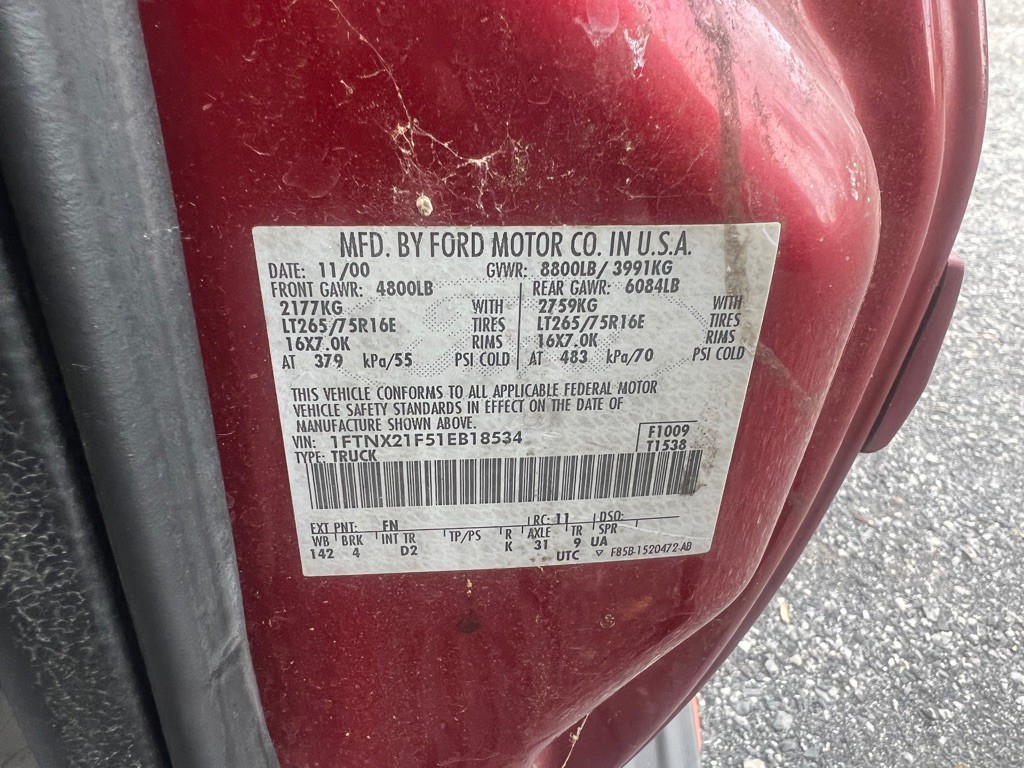 MFD. BY FORD MOTOR CO. IN U.S.A.
DATE: 11/00 GVWR: 8800LB/ 3991KG
FRONT GAWR: 4800LB REAR GAWR: 6084LB
2177KG WITH 2759KG WITH
LT265/75R16E TIRES LT265/75R16E TIRES
16X7.0K RIMS 16X7.0K RIMS
AT 379 kPa/55 PSI COLD AT 483 kPa/70 PSI COLD
THIS VEHICLE CONFORMS TO ALL APPLICABLE FEDERAL MOTOR
VEHICLE SAFETY STANDARDS IN EFFECT ON THE DATE OF
MANUFACTURE SHOWN ABOVE.
VIN: 1FTNX21F51EB18534 F1009
TYPE: TRUCK T1538
EXT PNT: FN RC: 11 DSO:
WB BRK INT TR TP/PS R AXLE TR SPR
142 4 D2 K 31 9 UA
UTC ▽ F85B-1520472-AB